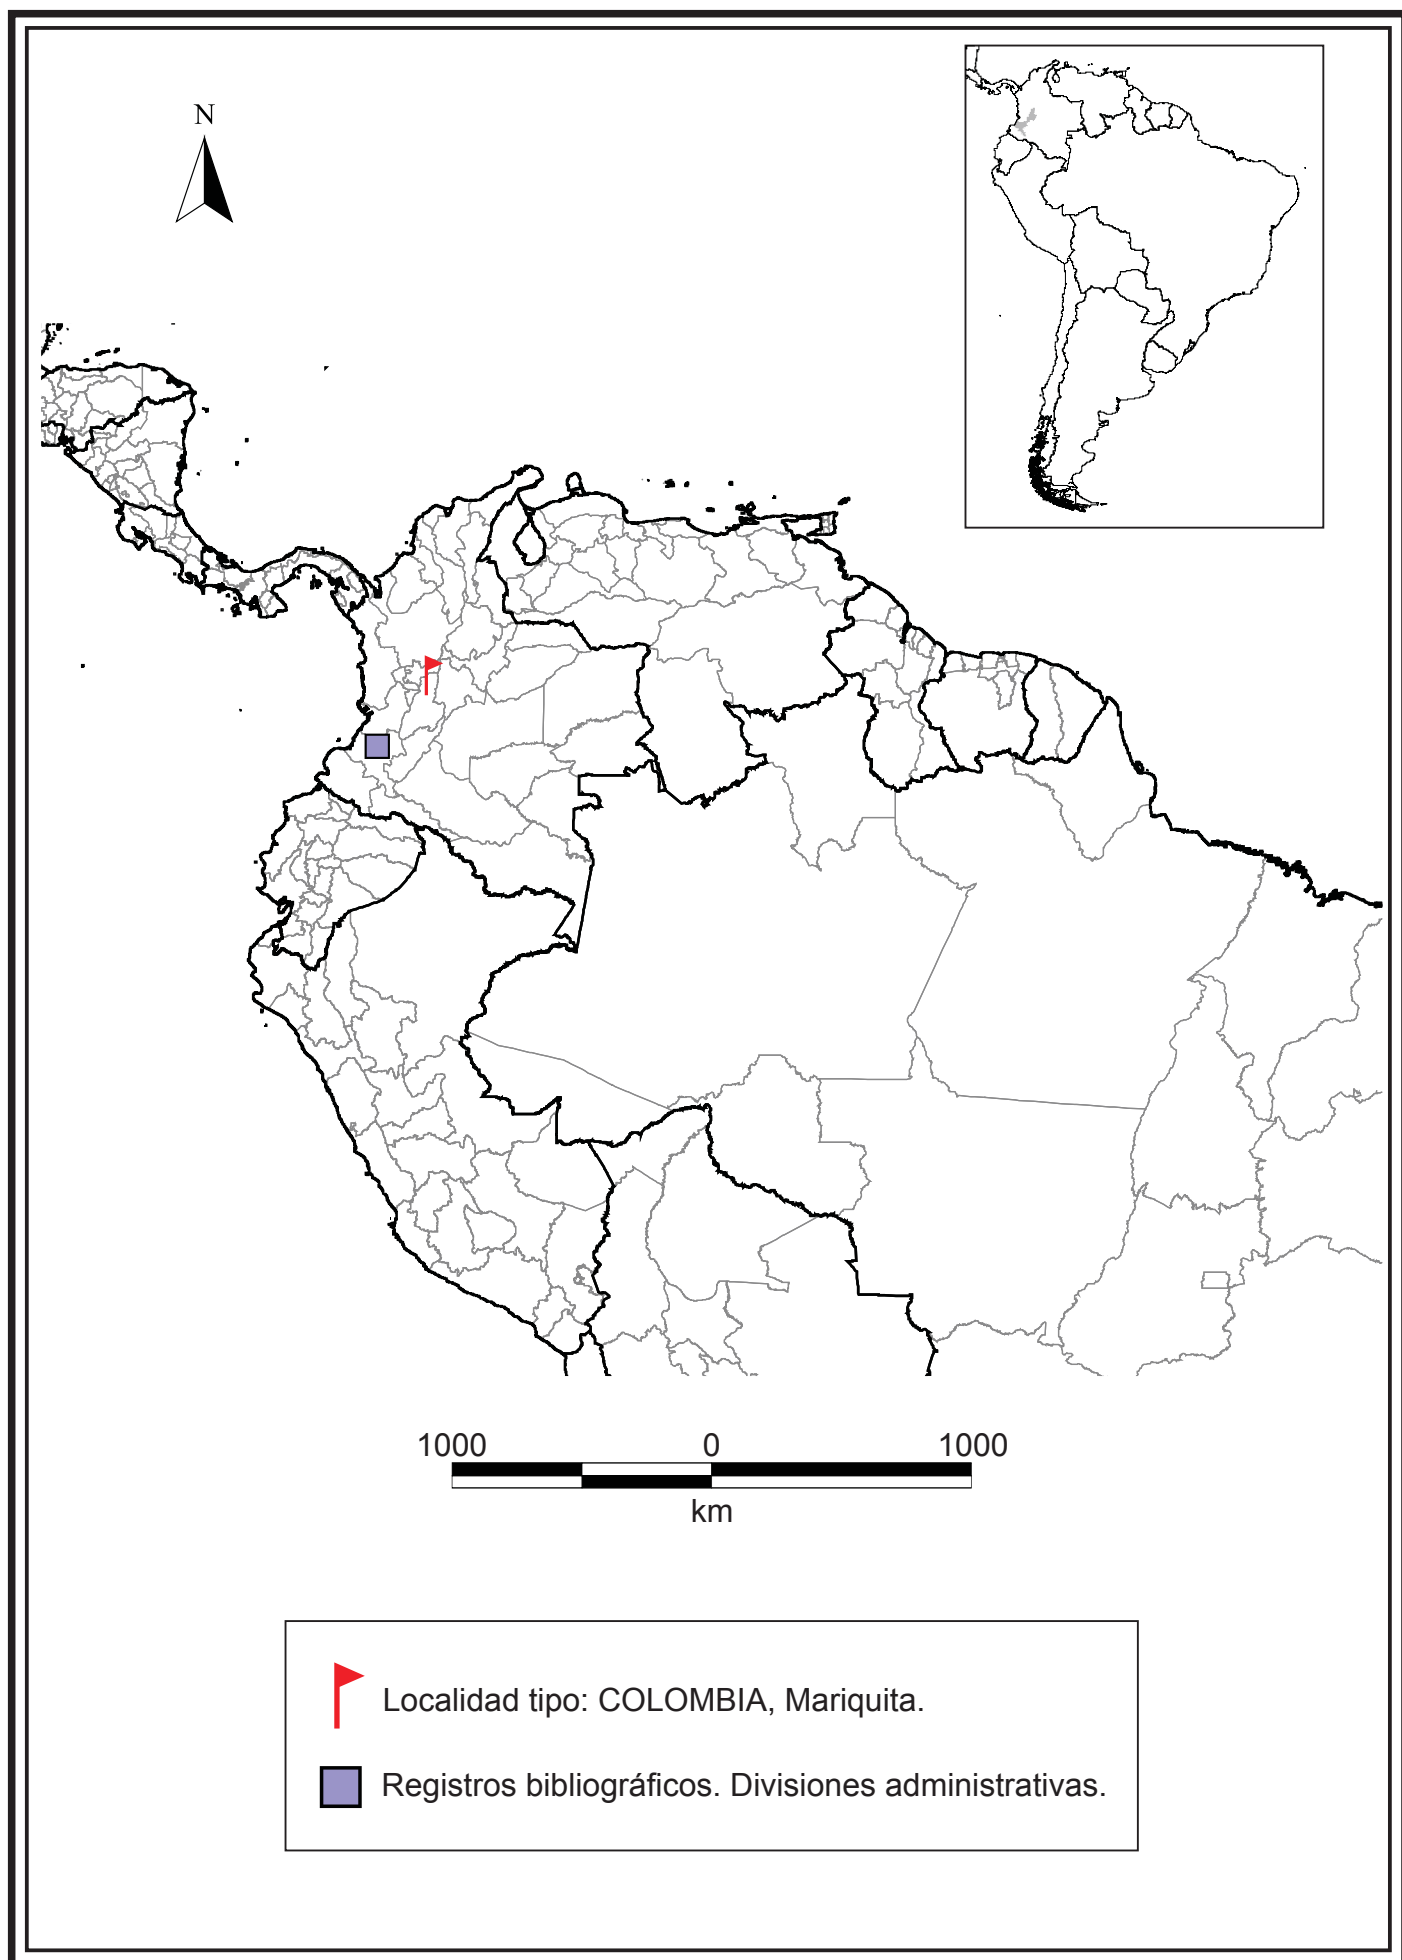 N
1000 0 1000
km
Localidad tipo: COLOMBIA, Mariquita.
Registros bibliográficos. Divisiones administrativas.